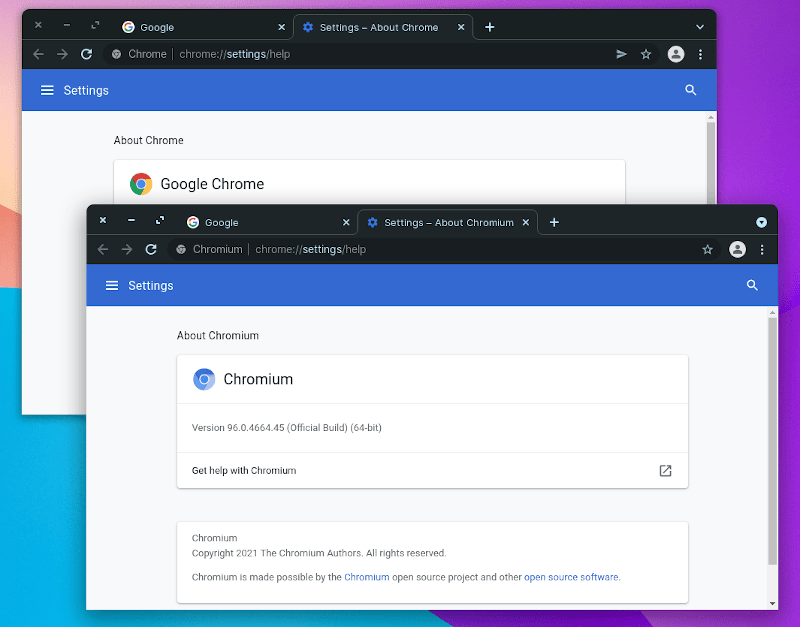 Google
Settings – About Chrome
Chrome
chrome://settings/help
Settings
About Chrome
Google Chrome
Google
Settings – About Chromium
Chromium
chrome://settings/help
Settings
About Chromium
Chromium
Version 96.0.4664.45 (Official Build) (64-bit)
Get help with Chromium
Chromium
Copyright 2021 The Chromium Authors. All rights reserved.
Chromium is made possible by the Chromium open source project and other open source software.